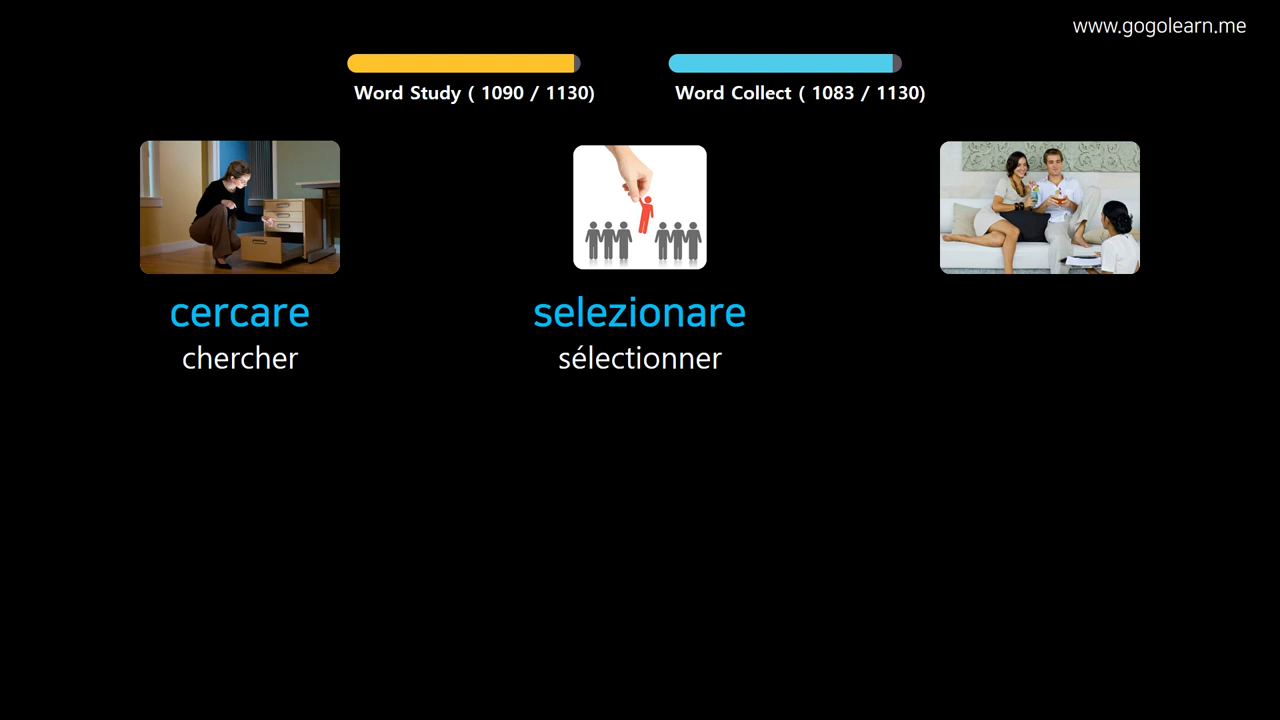 www.gogolearn.me
Word Study ( 1090 / 1130)
Word Collect ( 1083 / 1130)
cercare
selezionare
chercher
sélectionner